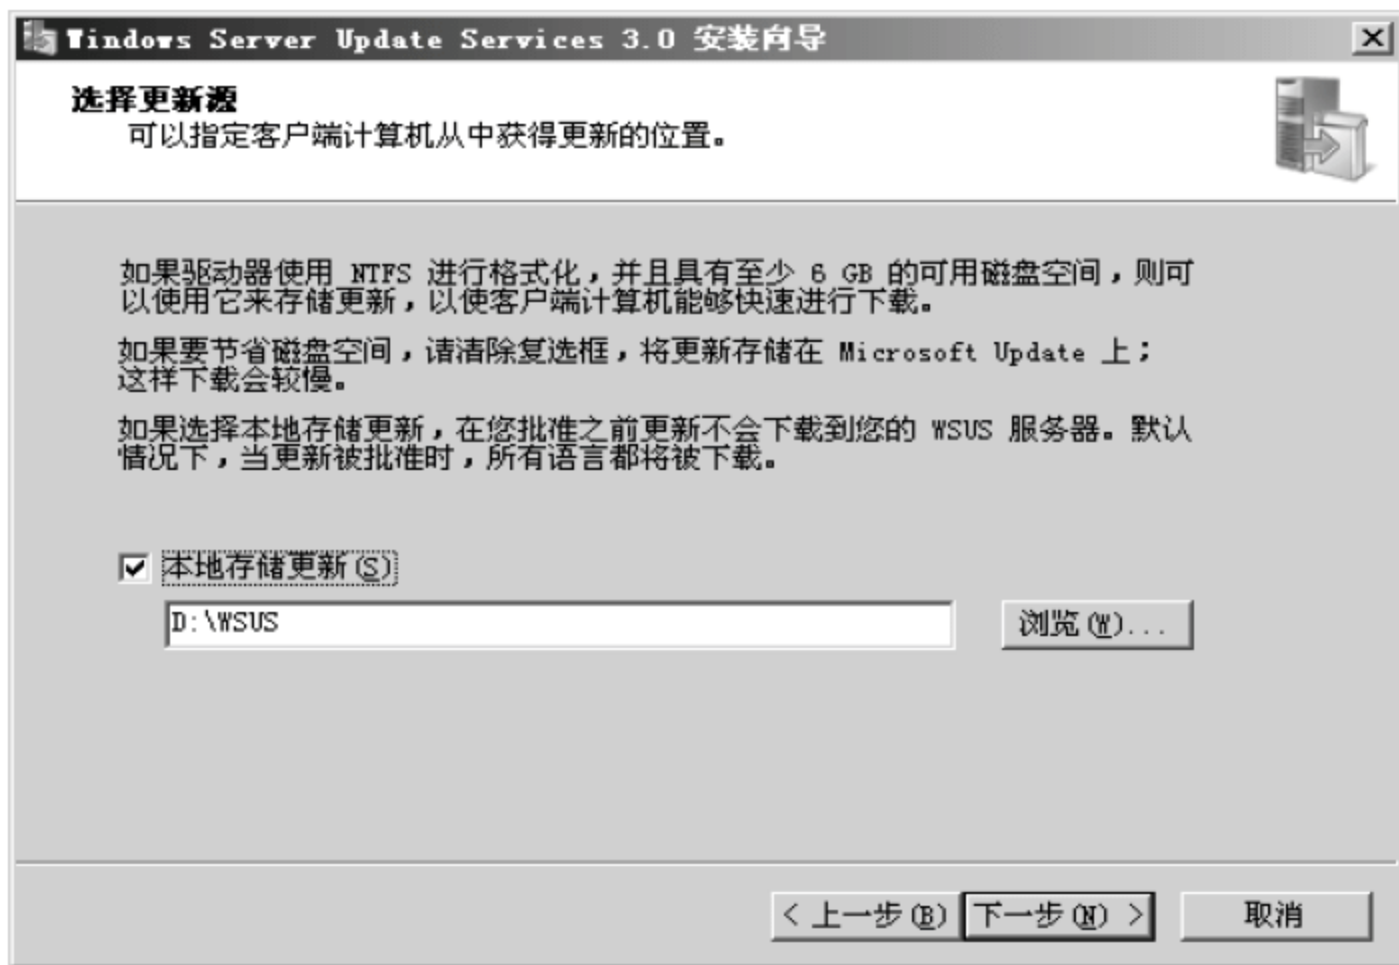 Windows Server Update Services 3.0 安装向导
选择更新源
可以指定客户端计算机从中获得更新的位置。
如果驱动器使用 NTFS 进行格式化，并且具有至少 6 GB 的可用磁盘空间，则可
以使用它来存储更新，以使客户端计算机能够快速进行下载。
如果要节省磁盘空间，请清除复选框，将更新存储在 Microsoft Update 上；
这样下载会较慢。
如果选择本地存储更新，在您批准之前更新不会下载到您的 WSUS 服务器。默认
情况下，当更新被批准时，所有语言都将被下载。
本地存储更新(S)
D:\WSUS
浏览(W)...
< 上一步(B)
下一步(N) >
取消